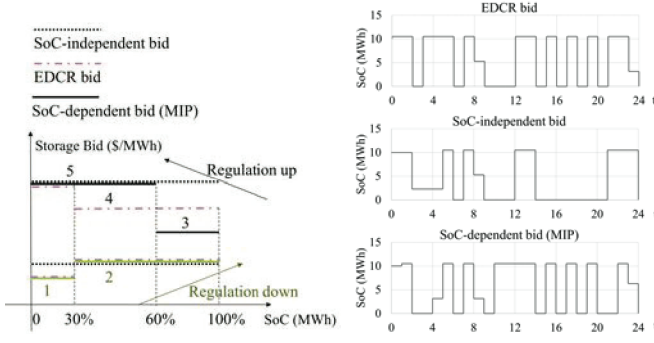 SoC-independent bid
EDCR bid
SoC-dependent bid (MIP)
Storage Bid ($/MWh)
Regulation up
5
4
3
1
2
Regulation down
0 30% 60% 100% SoC (MWh)
EDCR bid
SoC (MWh)
15
10
5
0
0 4 8 12 16 20 24 t
SoC-independent bid
SoC (MWh)
15
10
5
0
0 4 8 12 16 20 24
SoC-dependent bid (MIP)
SoC (MWh)
15
10
5
0
0 4 8 12 16 20 24